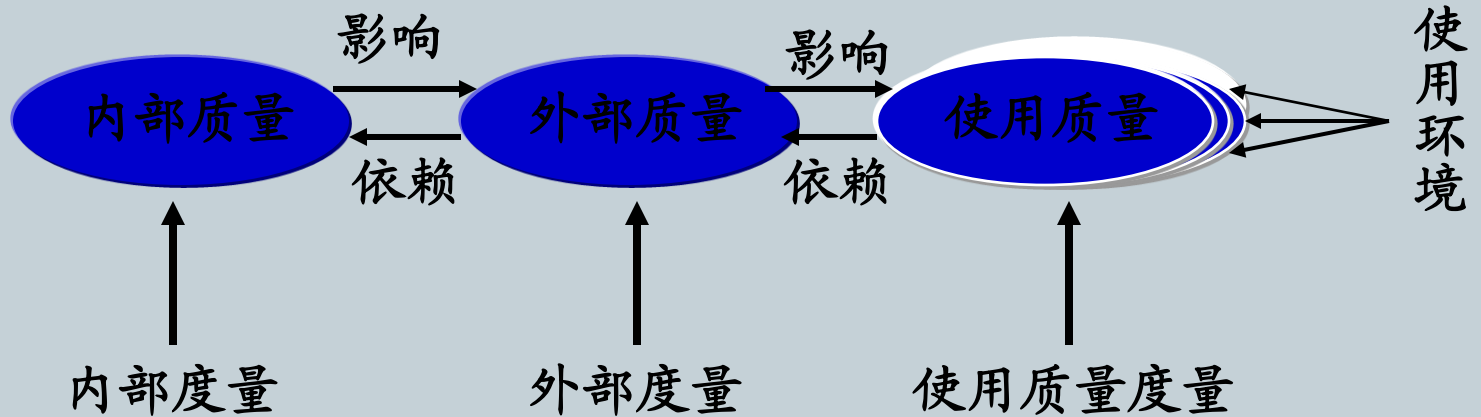 影响
影响
使用环境
内部质量
外部质量
使用质量
依赖
依赖
内部度量
外部度量
使用质量度量